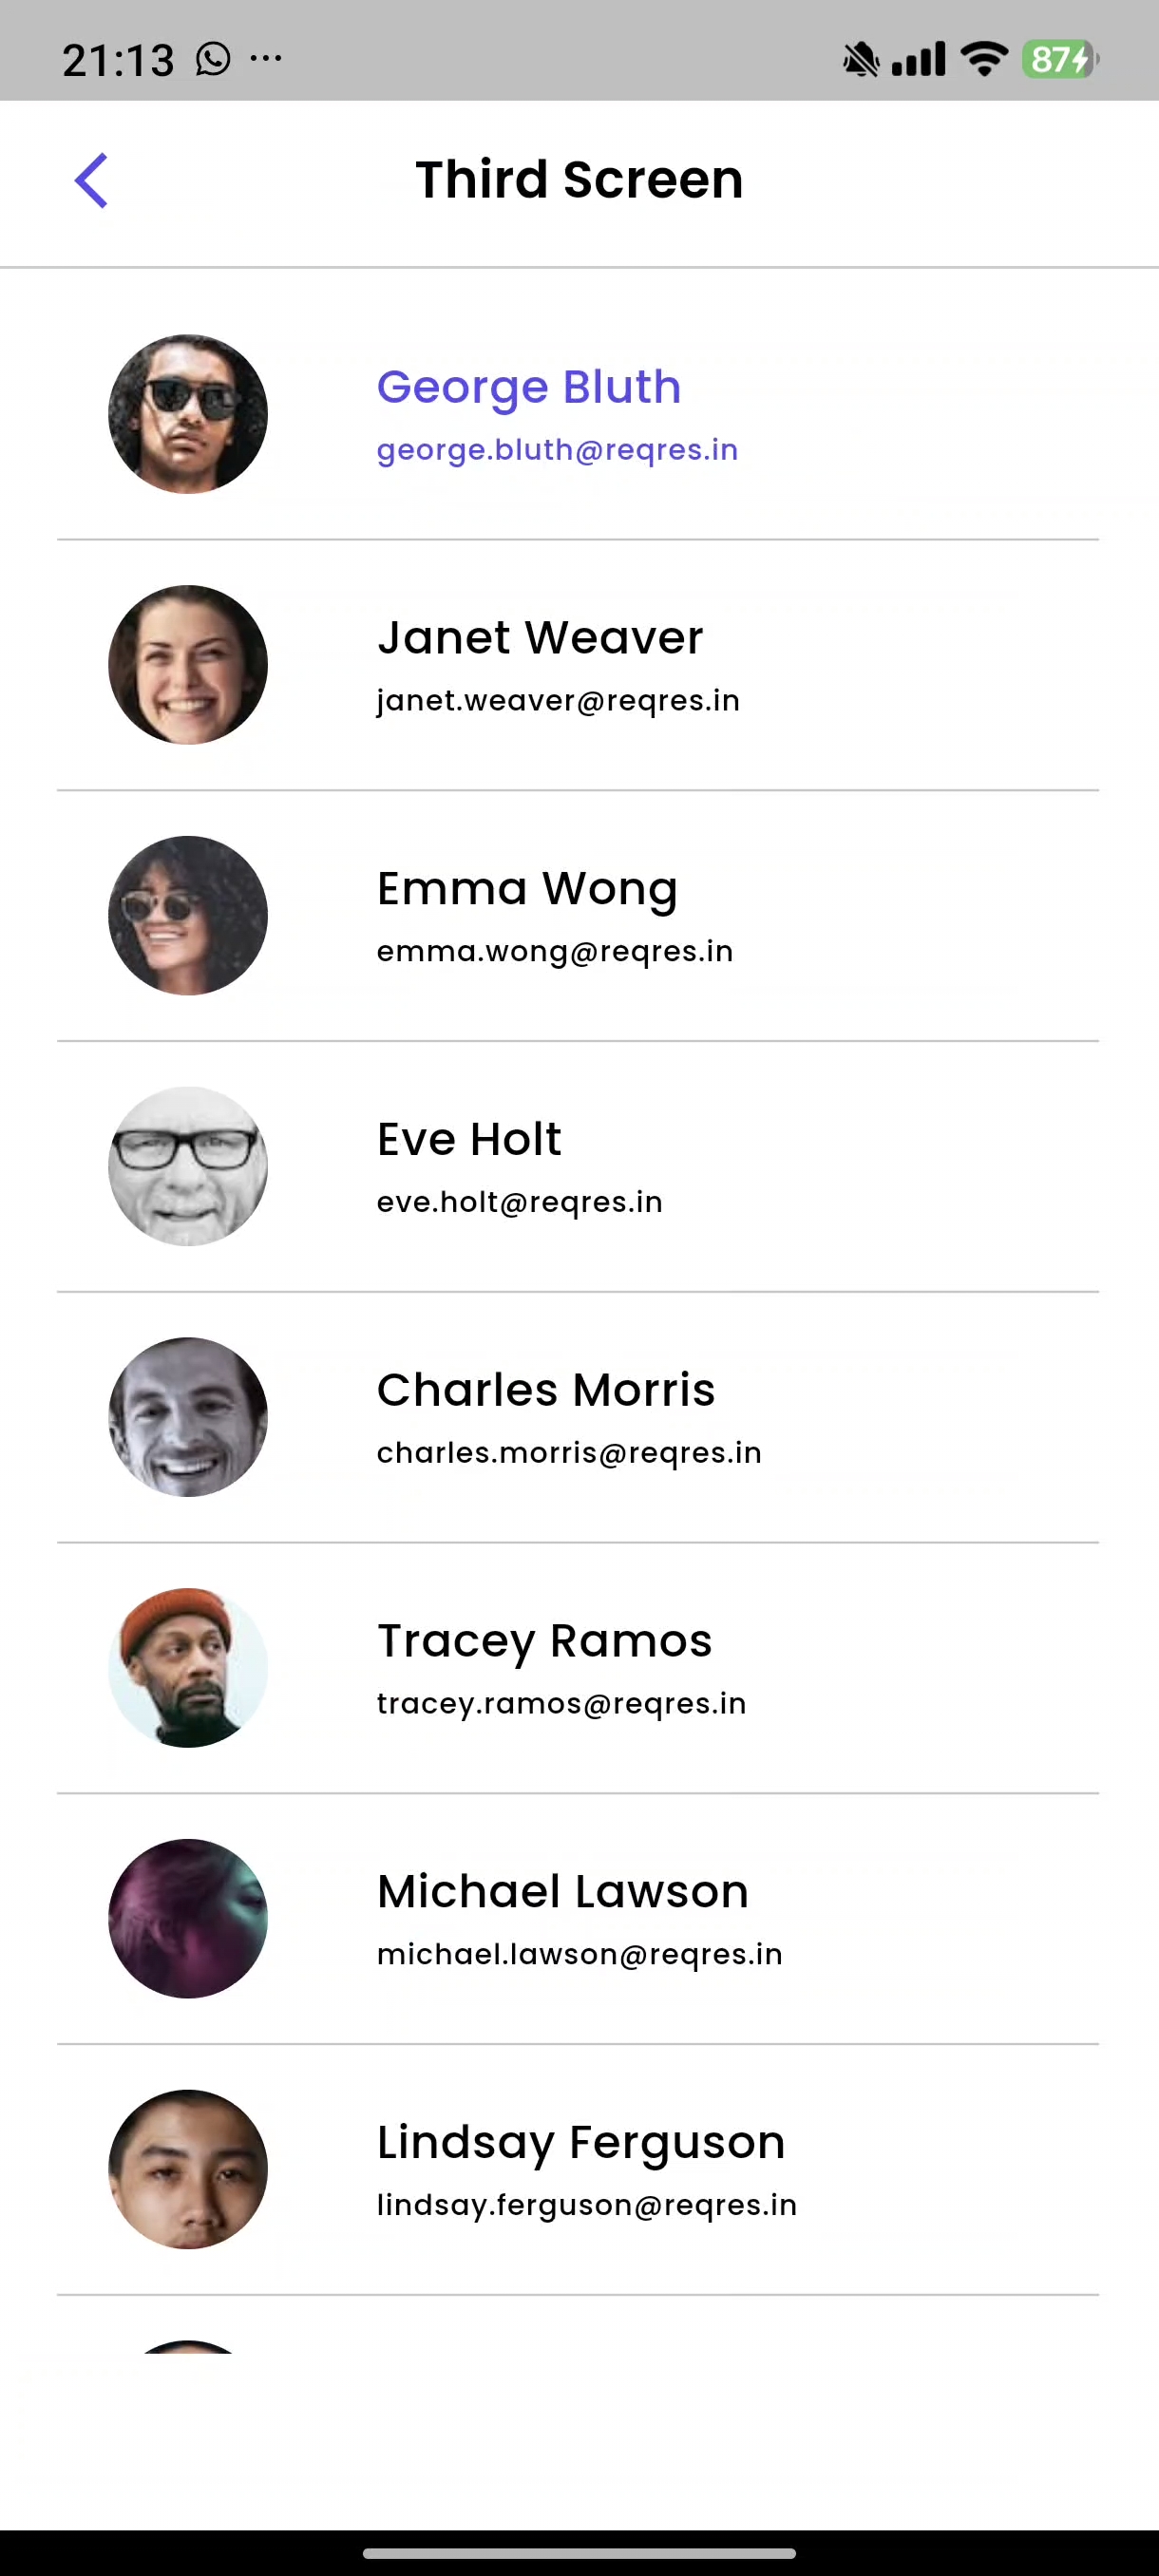 21:13
87
Third Screen
George Bluth
george.bluth@reqres.in
Janet Weaver
janet.weaver@reqres.in
Emma Wong
emma.wong@reqres.in
Eve Holt
eve.holt@reqres.in
Charles Morris
charles.morris@reqres.in
Tracey Ramos
tracey.ramos@reqres.in
Michael Lawson
michael.lawson@reqres.in
Lindsay Ferguson
lindsay.ferguson@reqres.in